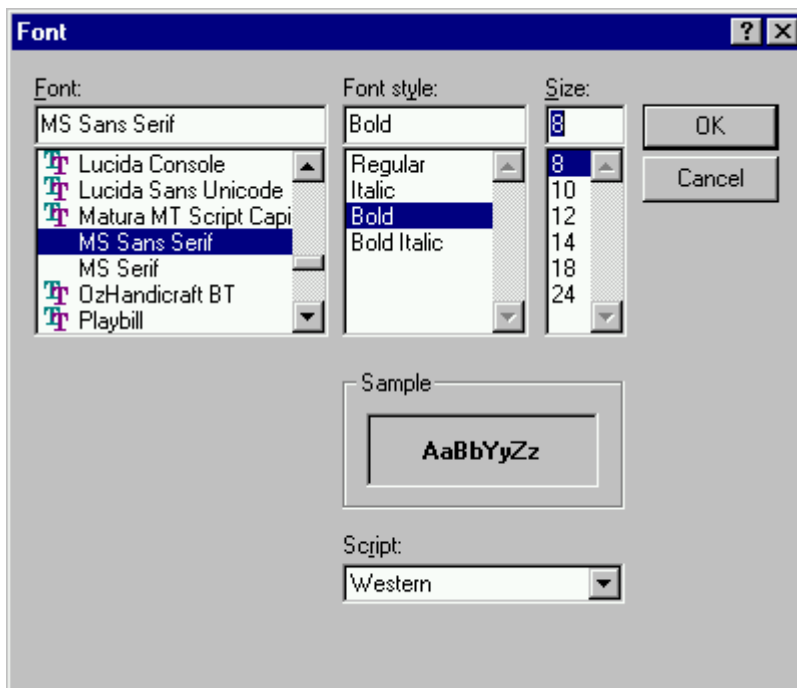 Font
Font:
MS Sans Serif
Lucida Console
Lucida Sans Unicode
Matura MT Script Capi
MS Sans Serif
MS Serif
OzHandicraft BT
Playbill
Font style:
Bold
Regular
Italic
Bold
Bold Italic
Size:
8
8
10
12
14
18
24
OK
Cancel
Sample
AaBbYyZz
Script:
Western